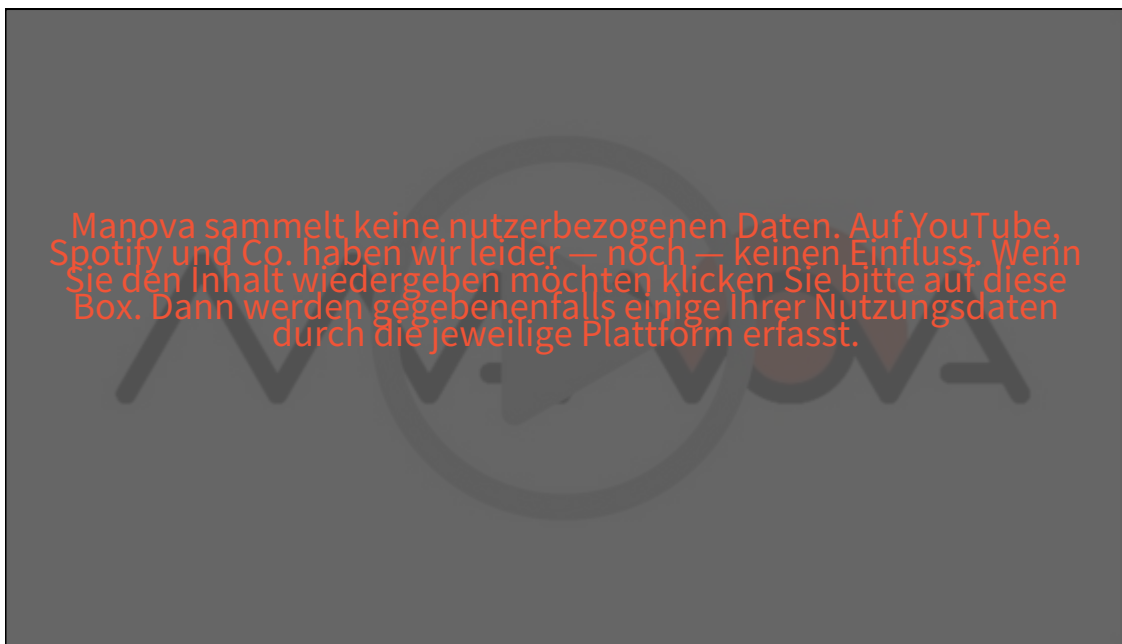 Manova sammelt keine nutzerbezogenen Daten. Auf YouTube,
Spotify und Co. haben wir leider — noch — keinen Einfluss. Wenn
Sie den Inhalt wiedergeben möchten klicken Sie bitte auf diese
Box. Dann werden gegebenenfalls einige Ihrer Nutzungsdaten
durch die jeweilige Plattform erfasst.
MANOVA